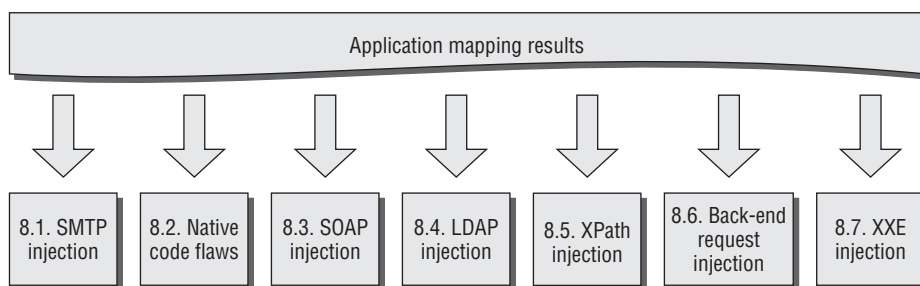 Application mapping results
8.1. SMTP
injection
8.2. Native
code flaws
8.3. SOAP
injection
8.4. LDAP
injection
8.5. XPath
injection
8.6. Back-end
request
injection
8.7. XXE
injection